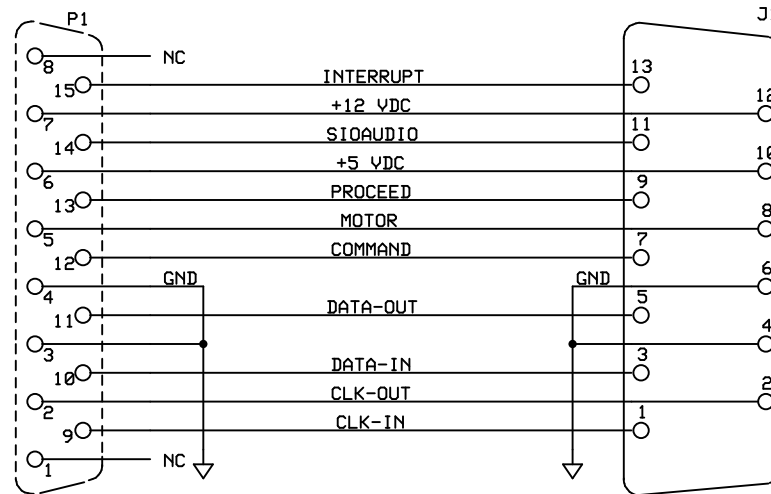 P1 J
8 NC
15 INTERRUPT 13
7 +12 VDC 12
14 SIOAUDIO 11
6 +5 VDC 10
13 PROCEED 9
5 MOTOR 8
12 COMMAND 7
4 GND GND 6
11 DATA-OUT 5
3 4
10 DATA-IN 3
2 CLK-OUT 2
9 CLK-IN 1
1 NC